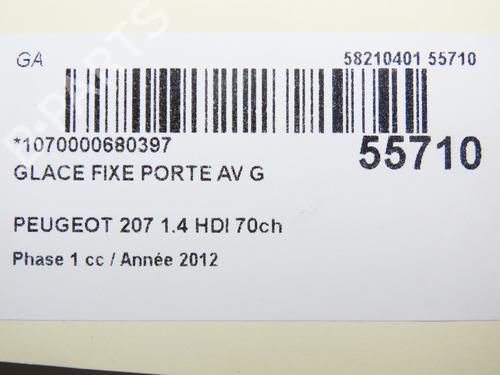 GA
58210401 55710
*1070000680397
55710
GLACE FIXE PORTE AV G
PEUGEOT 207 1.4 HDI 70ch
Phase 1 cc / Année 2012
B-PARTS